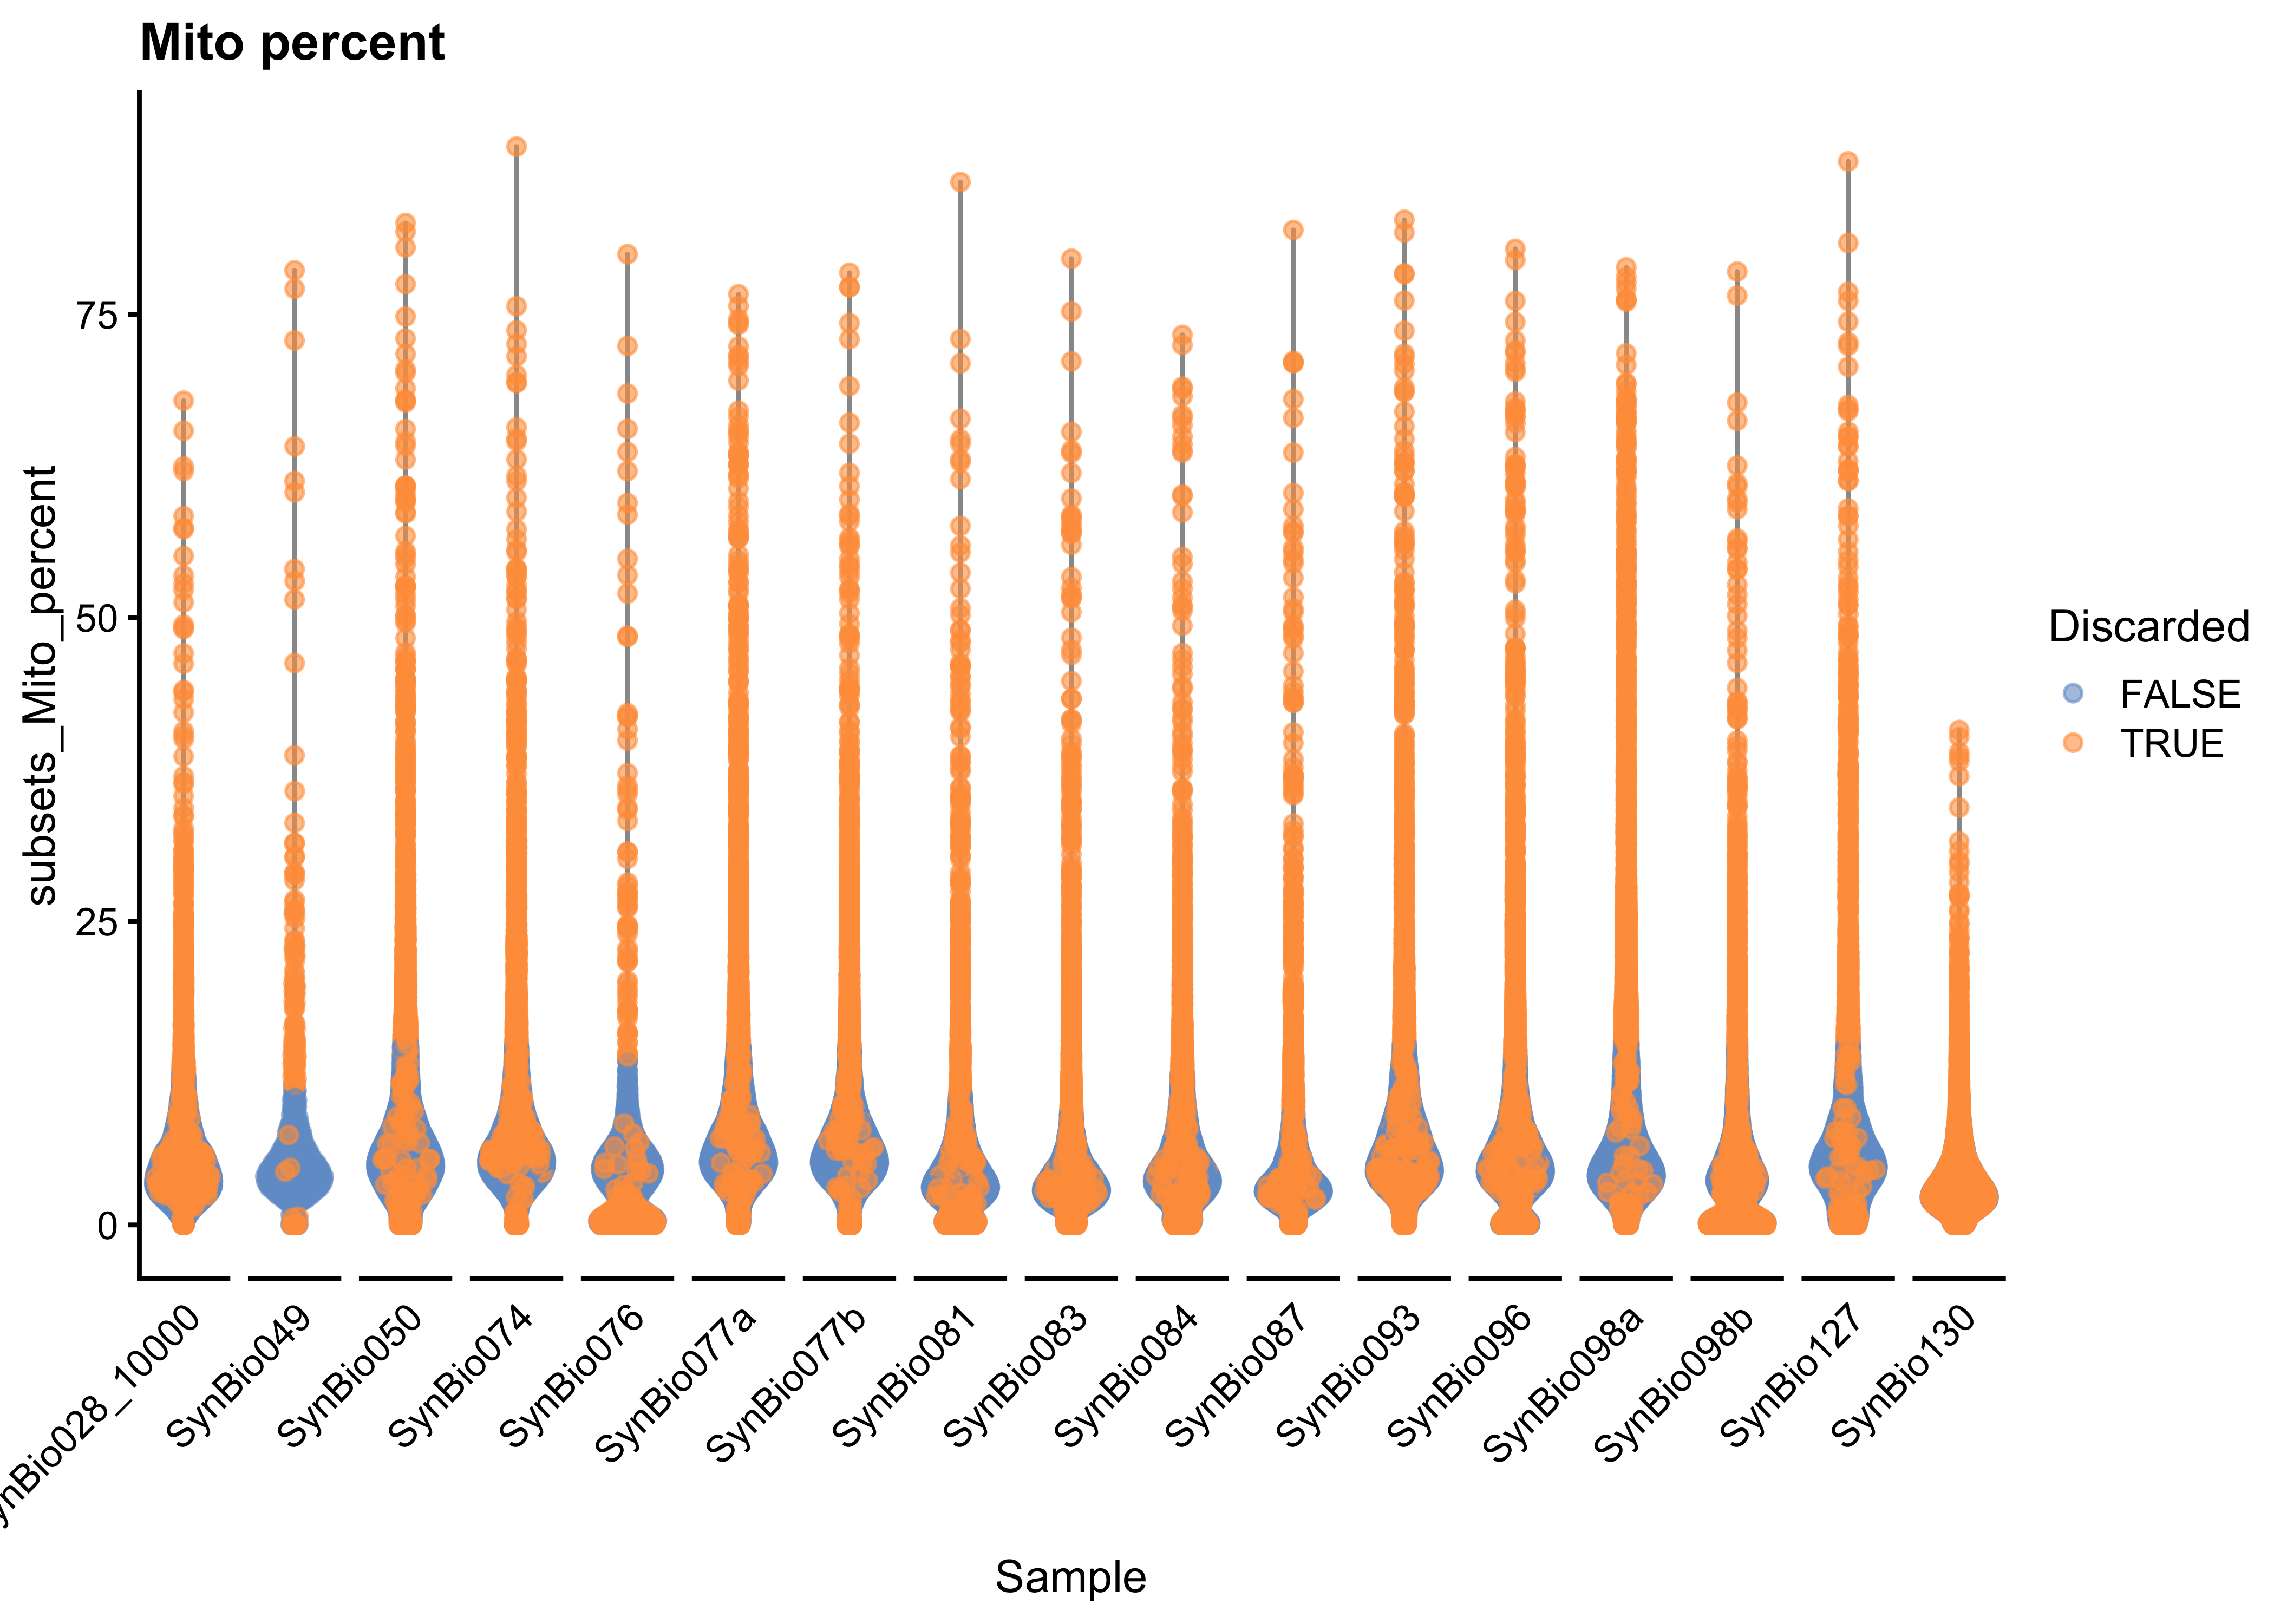 Mito percent
subsets_Mito_percent
75
50
25
0
Discarded
FALSE
TRUE
ynBio028_10000
SynBio049
SynBio050
SynBio074
SynBio076
SynBio077a
SynBio077b
SynBio081
SynBio083
SynBio084
SynBio087
SynBio093
SynBio096
SynBio098a
SynBio098b
SynBio127
SynBio130
Sample